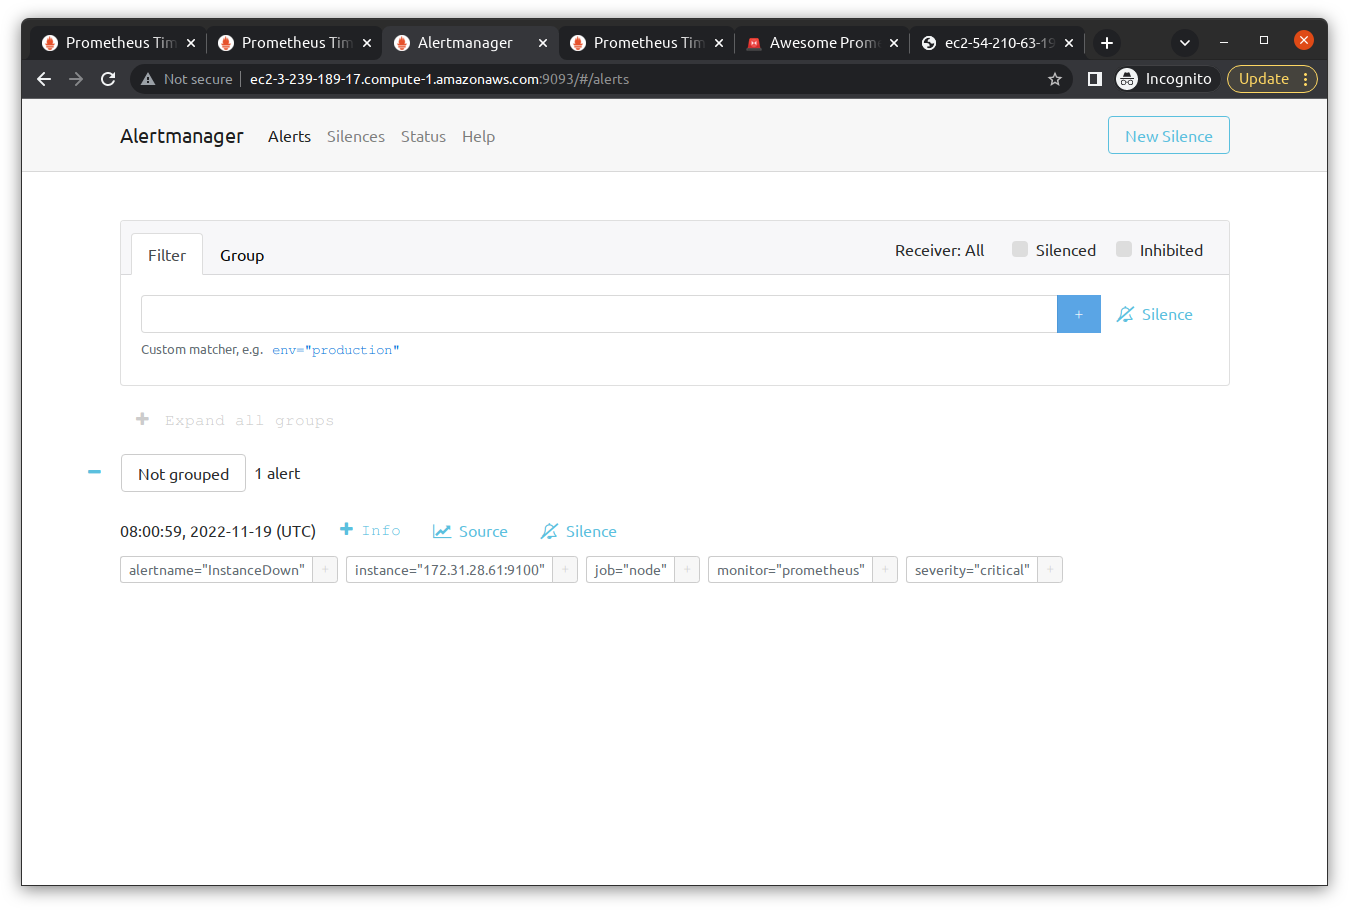 Prometheus Tim
Prometheus Tim
Alertmanager
Prometheus Tim
Awesome Prom
ec2-54-210-63-19
Not secure
ec2-3-239-189-17.compute-1.amazonaws.com:9093/#/alerts
Incognito
Update
Alertmanager Alerts Silences Status Help New Silence
Filter Group Receiver: All Silenced Inhibited
+ Silence
Custom matcher, e.g. env="production"
+ Expand all groups
− Not grouped 1 alert
08:00:59, 2022-11-19 (UTC) + Info Source Silence
alertname="InstanceDown" + instance="172.31.28.61:9100" + job="node" + monitor="prometheus" + severity="critical" +